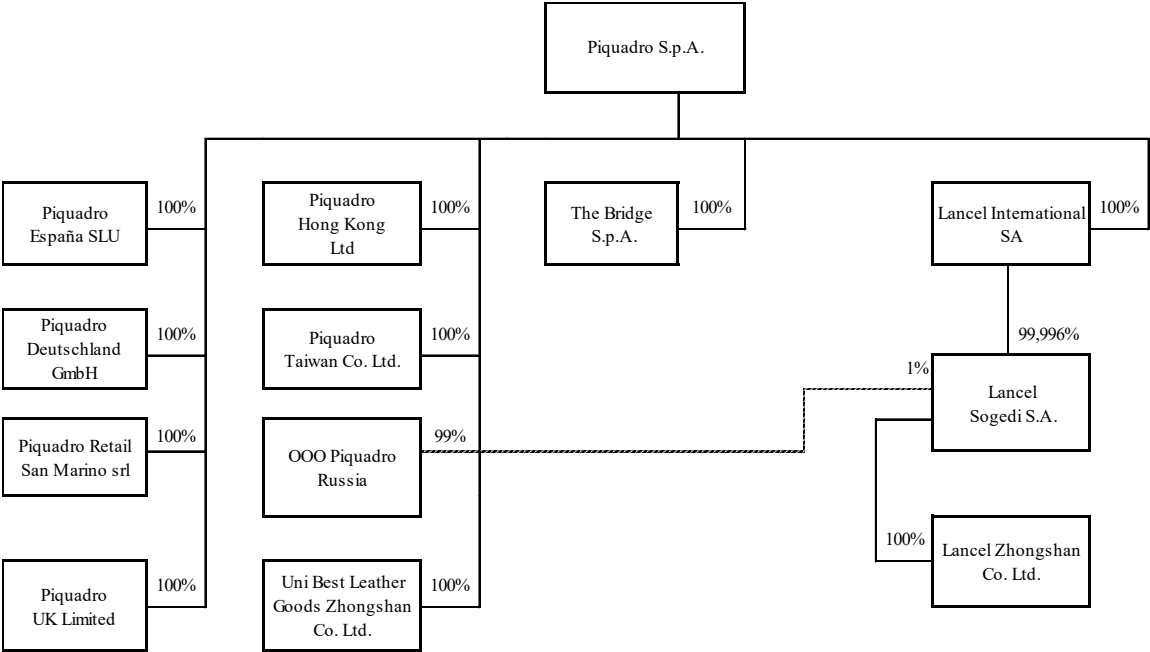 Piquadro S.p.A.
Piquadro
España SLU
100%
Piquadro
Hong Kong
Ltd
100%
The Bridge
S.p.A.
100%
Lancel International
SA
100%
Piquadro
Deutschland
GmbH
100%
Piquadro
Taiwan Co. Ltd.
100%
99,996%
1%
Lancel
Sogedi S.A.
Piquadro Retail
San Marino srl
100%
OOO Piquadro
Russia
99%
Piquadro
UK Limited
100%
Uni Best Leather
Goods Zhongshan
Co. Ltd.
100%
100%
Lancel Zhongshan
Co. Ltd.